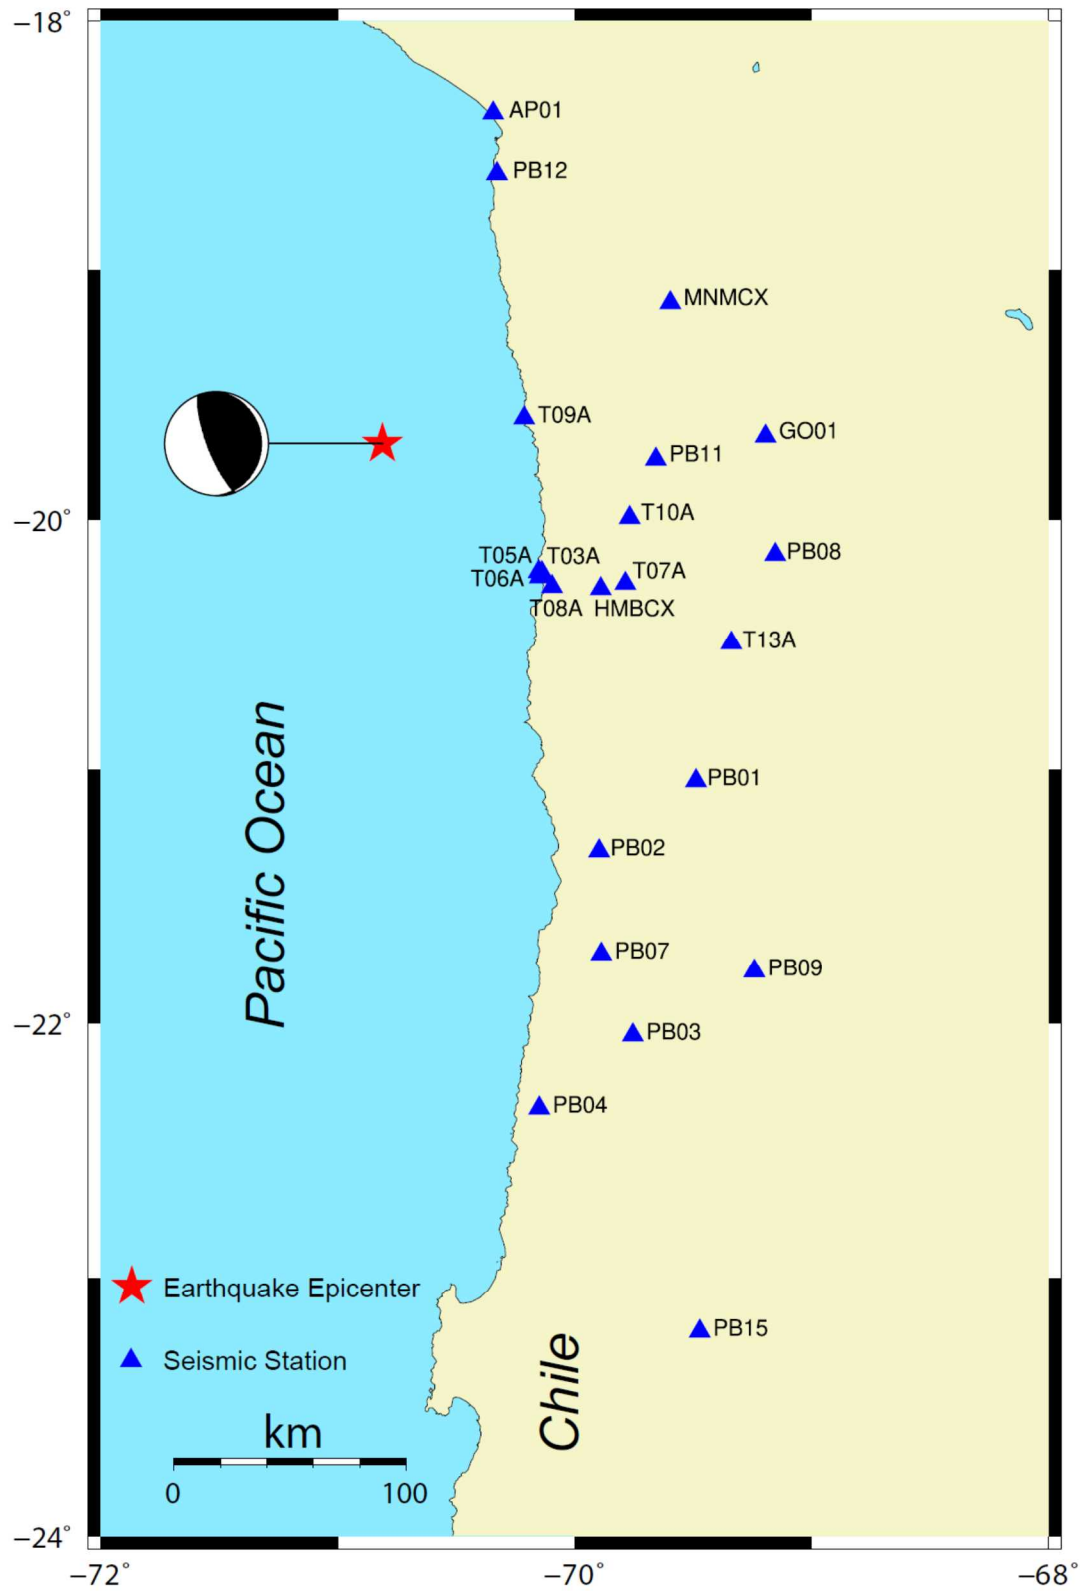 −18°
AP01
PB12
MNMCX
T09A
GO01
PB11
T10A
−20°
T05A
T03A
PB08
T06A
T07A
T08A
HMBCX
T13A
Pacific Ocean
PB01
PB02
PB07
PB09
−22°
PB03
PB04
Earthquake Epicenter
PB15
Seismic Station
Chile
km
0
100
−24°
−72°
−70°
−68°